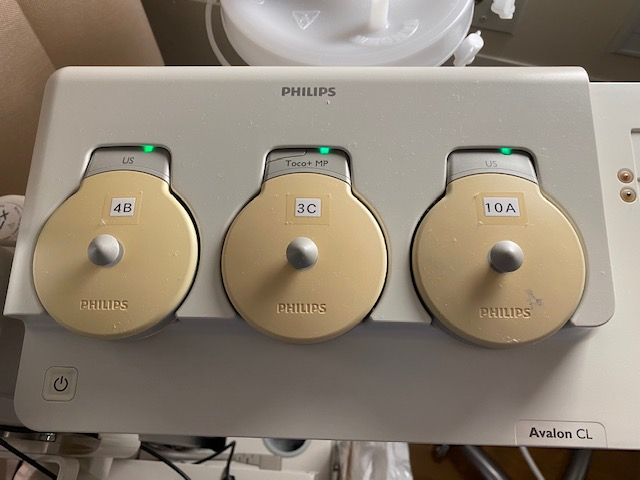 PHILIPS
US
Toco+ MP
US
4B
3C
10A
PHILIPS
PHILIPS
PHILIPS
Avalon CL